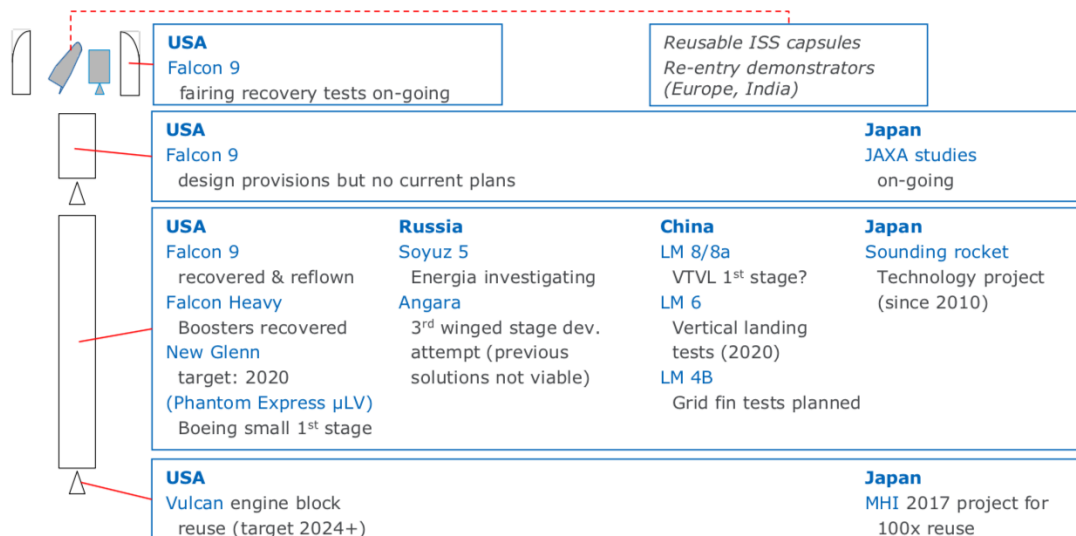 USA
Falcon 9
fairing recovery tests on-going
Reusable ISS capsules
Re-entry demonstrators
(Europe, India)
USA
Falcon 9
design provisions but no current plans
Japan
JAXA studies
on-going
USA
Falcon 9
recovered & reflown
Falcon Heavy
Boosters recovered
New Glenn
target: 2020
(Phantom Express µLV)
Boeing small 1st stage
Russia
Soyuz 5
Energia investigating
Angara
3rd winged stage dev.
attempt (previous
solutions not viable)
China
LM 8/8a
VTVL 1st stage?
LM 6
Vertical landing
tests (2020)
LM 4B
Grid fin tests planned
Japan
Sounding rocket
Technology project
(since 2010)
USA
Vulcan engine block
reuse (target 2024+)
Japan
MHI 2017 project for
100x reuse